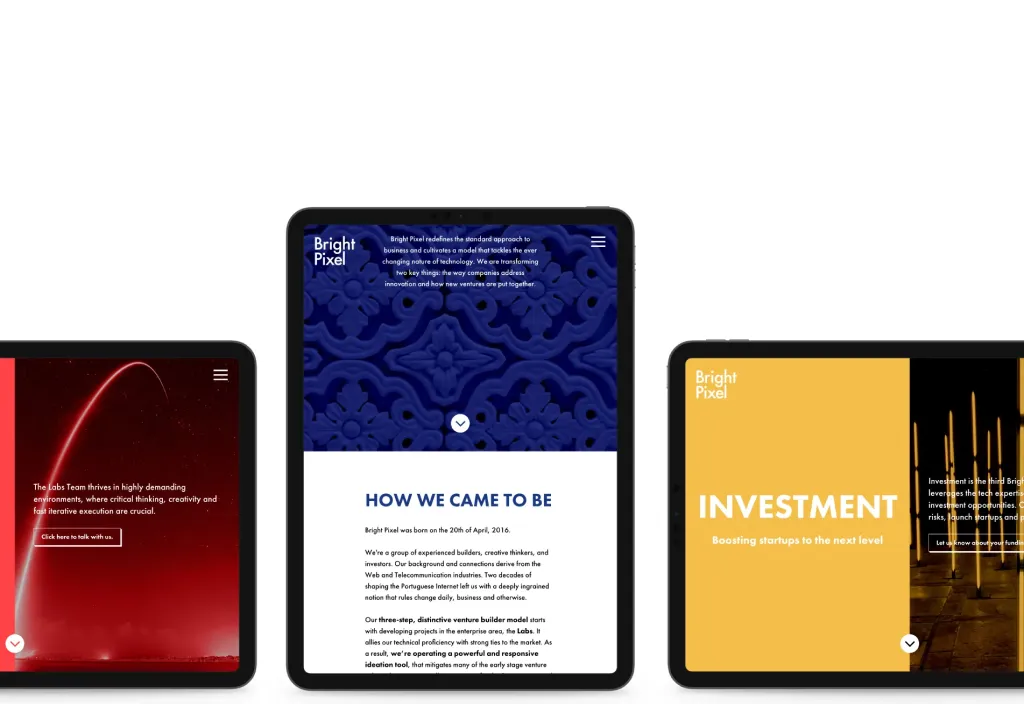 The Labs Team thrives in highly demanding
environments, where critical thinking, creativity and
fast iterative execution are crucial.
Click here to talk with us.
Bright
Pixel
Bright Pixel redefines the standard approach to
business and cultivates a model that tackles the ever
changing nature of technology. We are transforming
two key things: the way companies address
innovation and how new ventures are put together.
HOW WE CAME TO BE
Bright Pixel was born on the 20th of April, 2016.
We're a group of experienced builders, creative thinkers, and
investors. Our background and connections derive from the
Web and Telecommunication industries. Two decades of
shaping the Portuguese Internet left us with a deeply ingrained
notion that rules change daily, business and otherwise.
Our three-step, distinctive venture builder model starts
with developing projects in the enterprise area, the Labs. It
allies our technical proficiency with strong ties to the market. As
a result, we're operating a powerful and responsive
ideation tool, that mitigates many of the early stage venture
Bright
Pixel
INVESTMENT
Boosting startups to the next level
Investment is the third Brigh
leverages the tech experti
investment opportunities.
risks, launch startups and
Let us know about your fundin